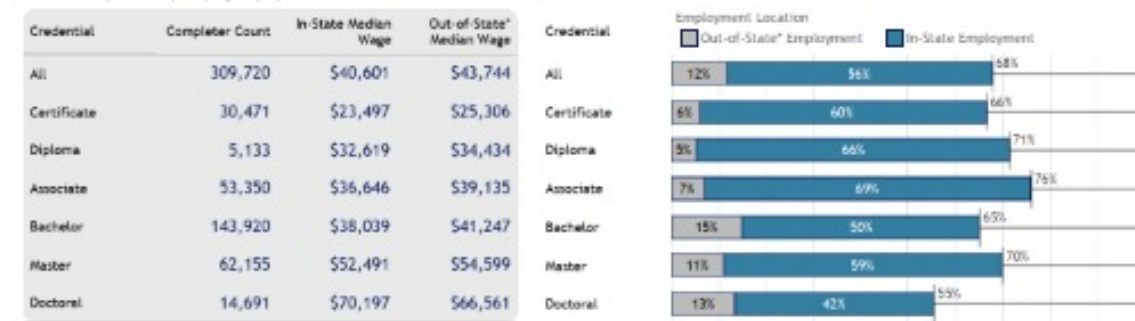 Credential Completer Count In-State Median Wage Out-of-State* Median Wage
All 309,720 $40,601 $43,744
Certificate 30,471 $23,497 $25,306
Diploma 5,133 $32,619 $34,434
Associate 53,350 $36,646 $39,135
Bachelor 143,920 $38,039 $41,247
Master 62,155 $52,491 $54,599
Doctoral 14,691 $70,197 $66,561
Credential
Employment Location
Out-of-State* Employment In-State Employment
All 12% 56% 68%
Certificate 6% 60% 66%
Diploma 5% 66% 71%
Associate 7% 69% 76%
Bachelor 15% 50% 65%
Master 11% 59% 70%
Doctoral 13% 42% 55%